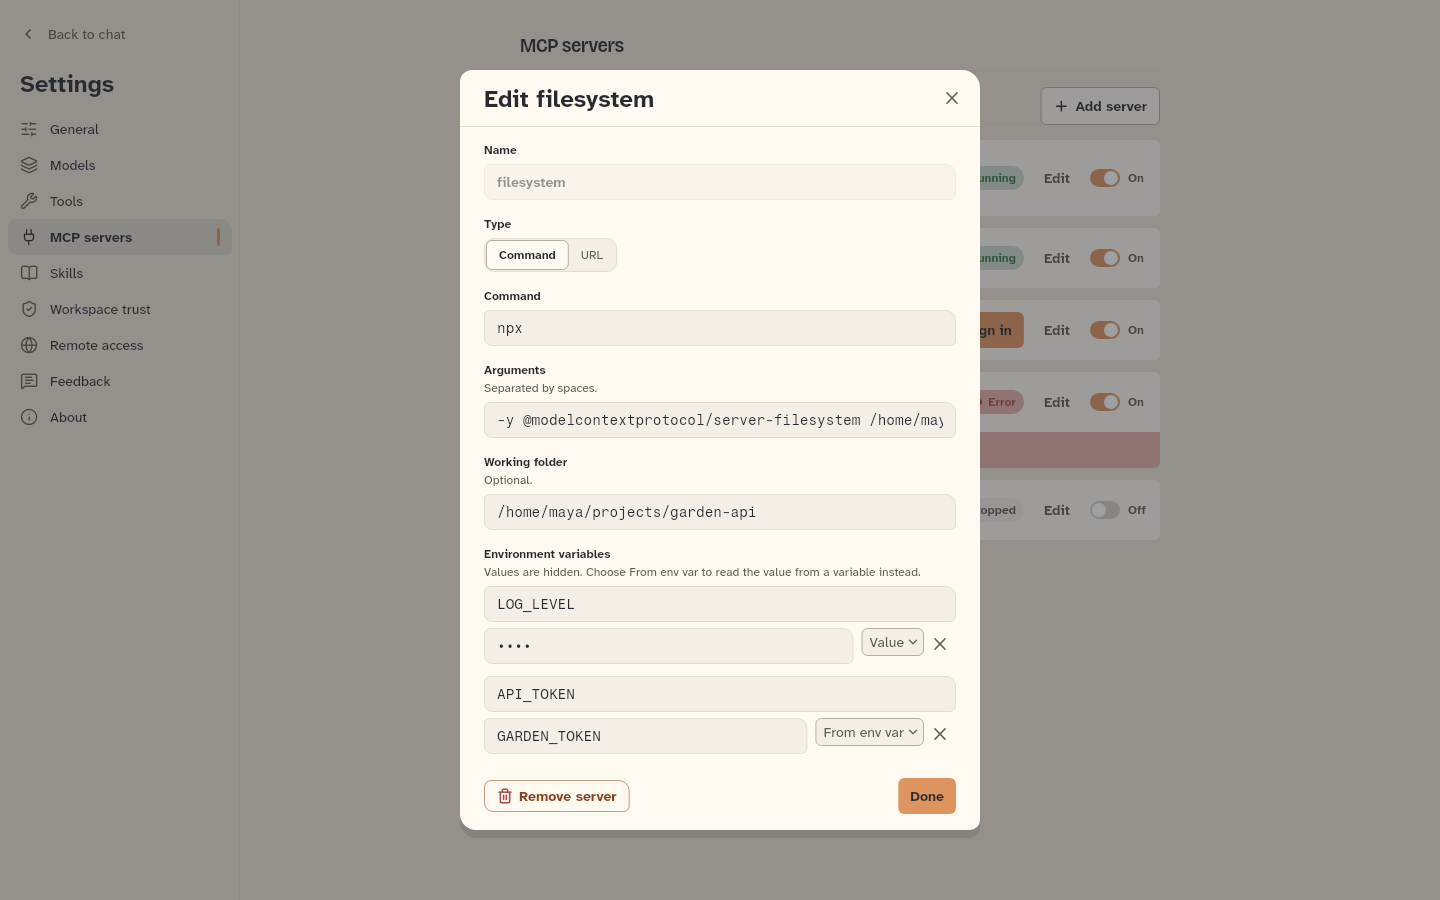 Back to chat
Settings
General
Models
Tools
MCP servers
Skills
Workspace trust
Remote access
Feedback
About
MCP servers
Add server
Edit
On
Edit
On
in
Edit
On
Error
Edit
On
Edit
Off
Edit filesystem
Name
filesystem
Type
Command
URL
Command
npx
Arguments
Separated by spaces.
-y @modelcontextprotocol/server-filesystem /home/may
Working folder
Optional.
/home/maya/projects/garden-api
Environment variables
Values are hidden. Choose From env var to read the value from a variable instead.
LOG_LEVEL
••••
Value
API_TOKEN
GARDEN_TOKEN
From env var
Remove server
Done